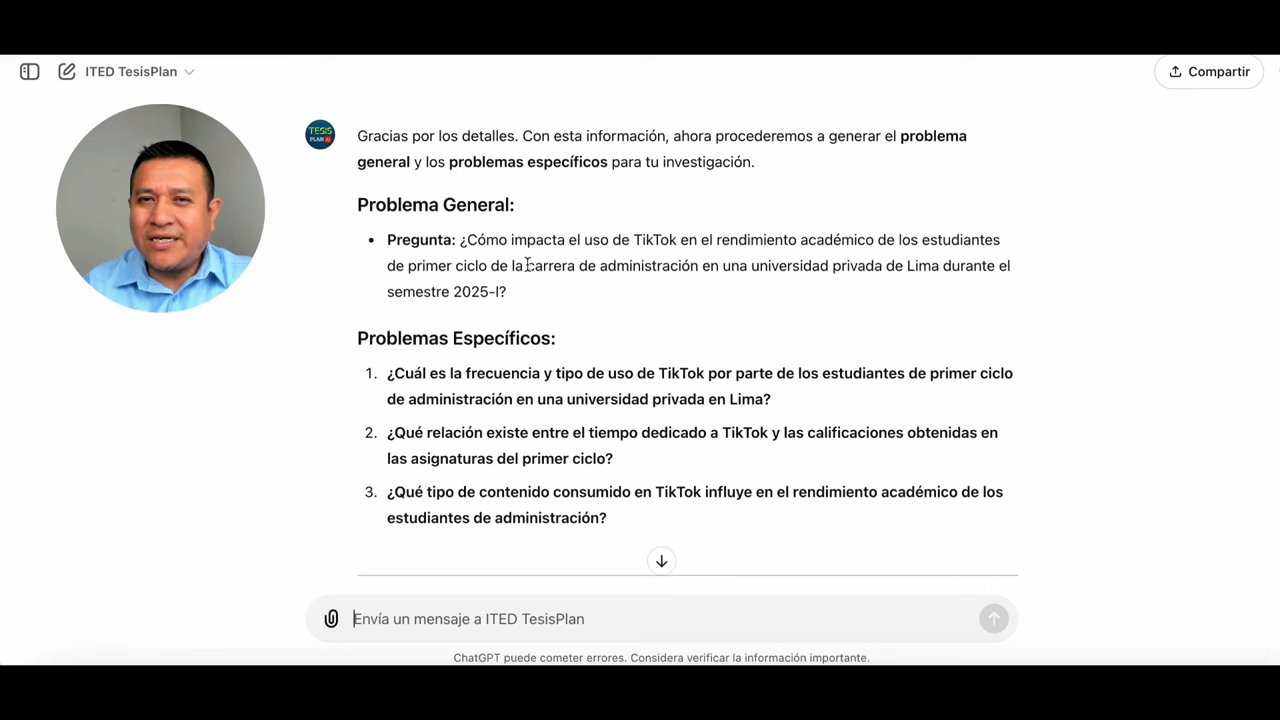 ITED TesisPlan
Compartir
TESIS
PLAN
Gracias por los detalles. Con esta información, ahora procederemos a generar el problema
general y los problemas específicos para tu investigación.
Problema General:
• Pregunta: ¿Cómo impacta el uso de TikTok en el rendimiento académico de los estudiantes
de primer ciclo de la carrera de administración en una universidad privada de Lima durante el
semestre 2025-I?
Problemas Específicos:
1. ¿Cuál es la frecuencia y tipo de uso de TikTok por parte de los estudiantes de primer ciclo
de administración en una universidad privada en Lima?
2. ¿Qué relación existe entre el tiempo dedicado a TikTok y las calificaciones obtenidas en
las asignaturas del primer ciclo?
3. ¿Qué tipo de contenido consumido en TikTok influye en el rendimiento académico de los
estudiantes de administración?
Envía un mensaje a ITED TesisPlan
ChatGPT puede cometer errores. Considera verificar la información importante.